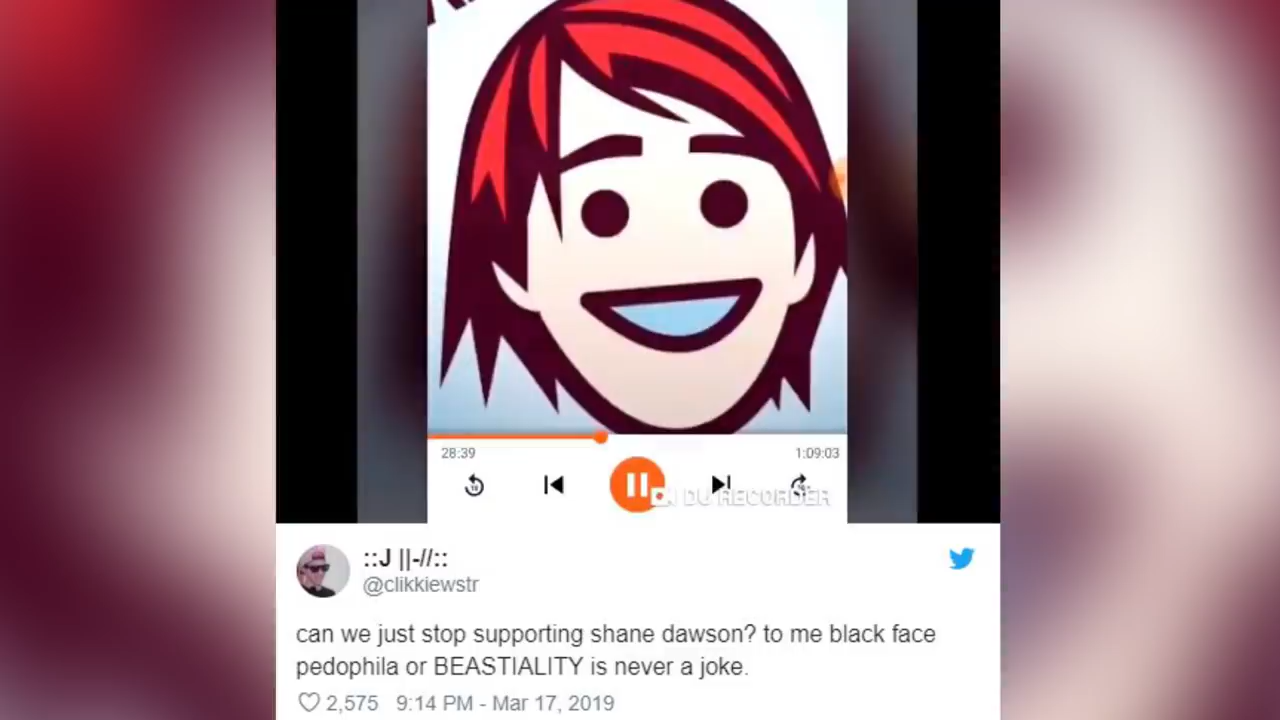 28:39
1:09:03
DU RECORDER
::J ||-//::
@clikkiewstr
can we just stop supporting shane dawson? to me black face
pedophila or BEASTIALITY is never a joke.
2,575 9:14 PM - Mar 17, 2019